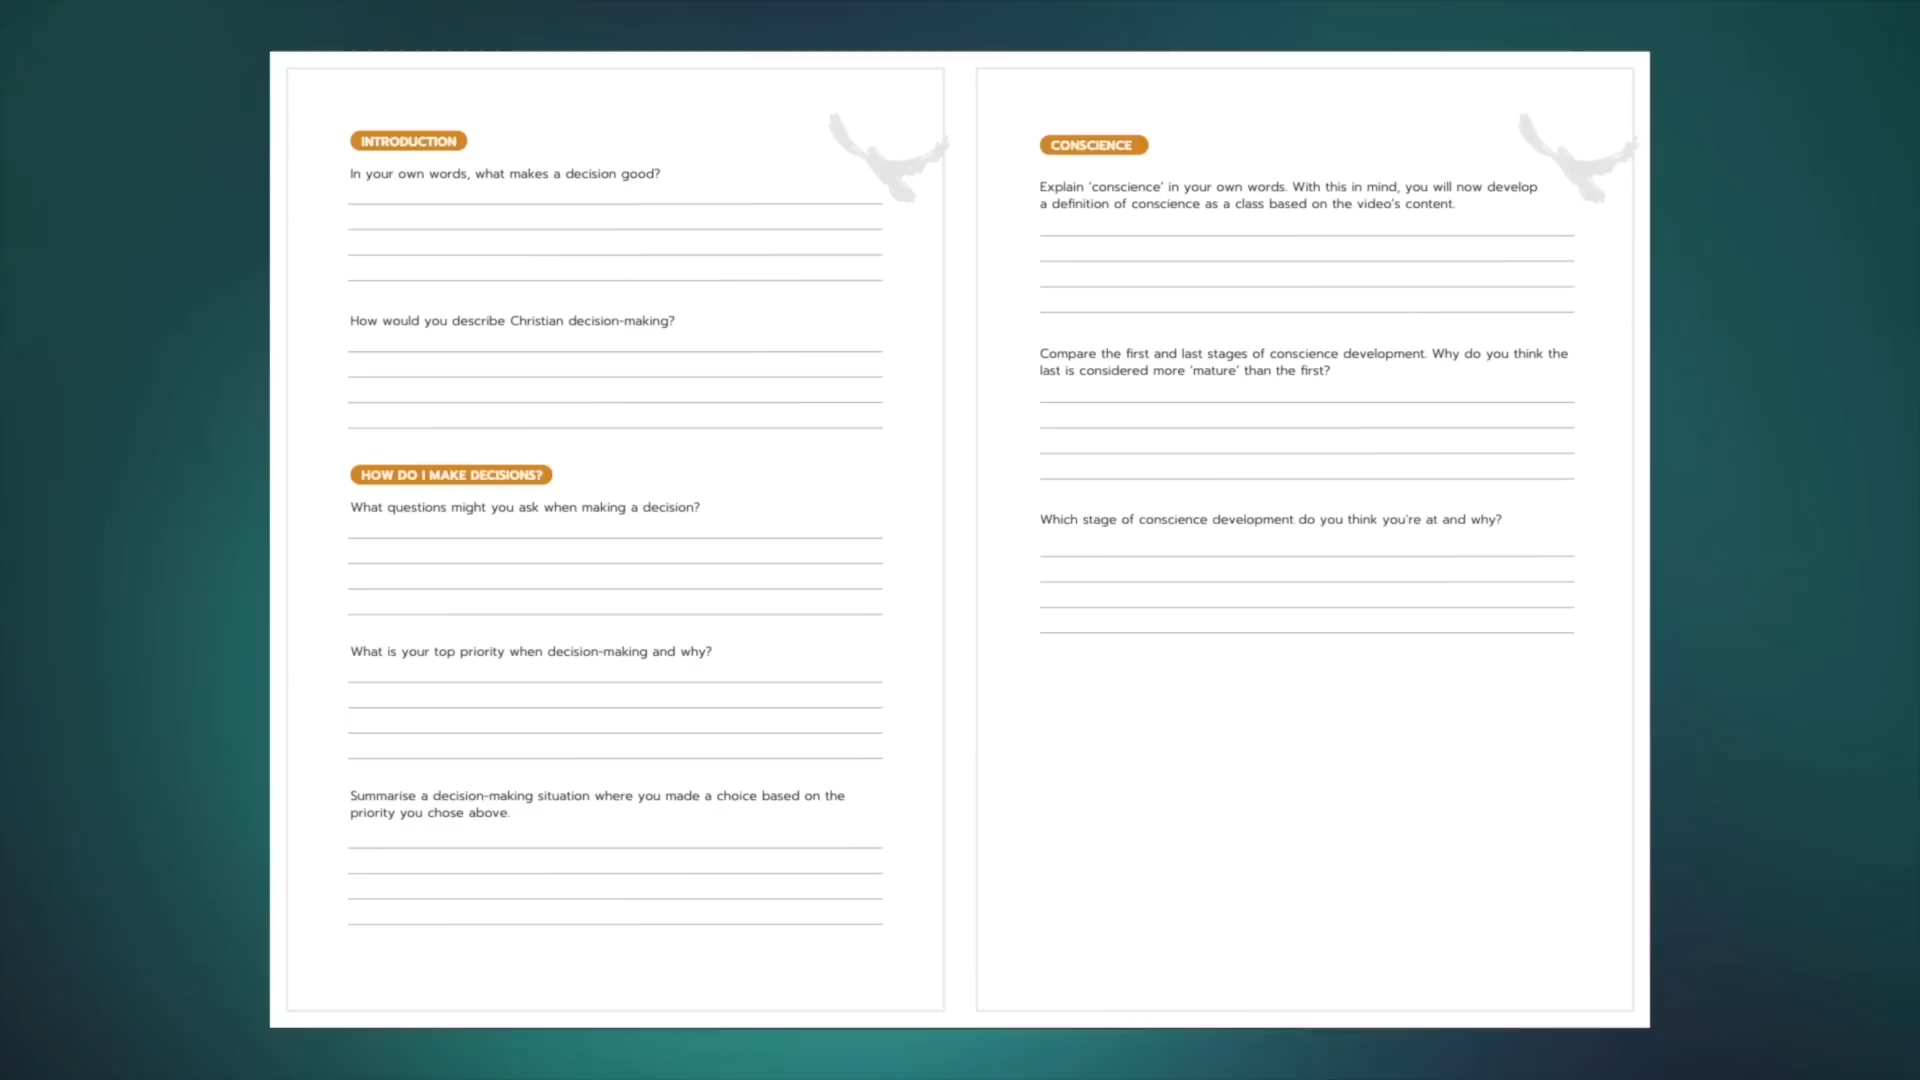 INTRODUCTION
In your own words, what makes a decision good?
How would you describe Christian decision-making?
HOW DO I MAKE DECISIONS?
What questions might you ask when making a decision?
What is your top priority when decision-making and why?
Summarise a decision-making situation where you made a choice based on the
priority you chose above.
CONSCIENCE
Explain ‘conscience’ in your own words. With this in mind, you will now develop
a definition of conscience as a class based on the video’s content.
Compare the first and last stages of conscience development. Why do you think the
last is considered more ‘mature’ than the first?
Which stage of conscience development do you think you’re at and why?